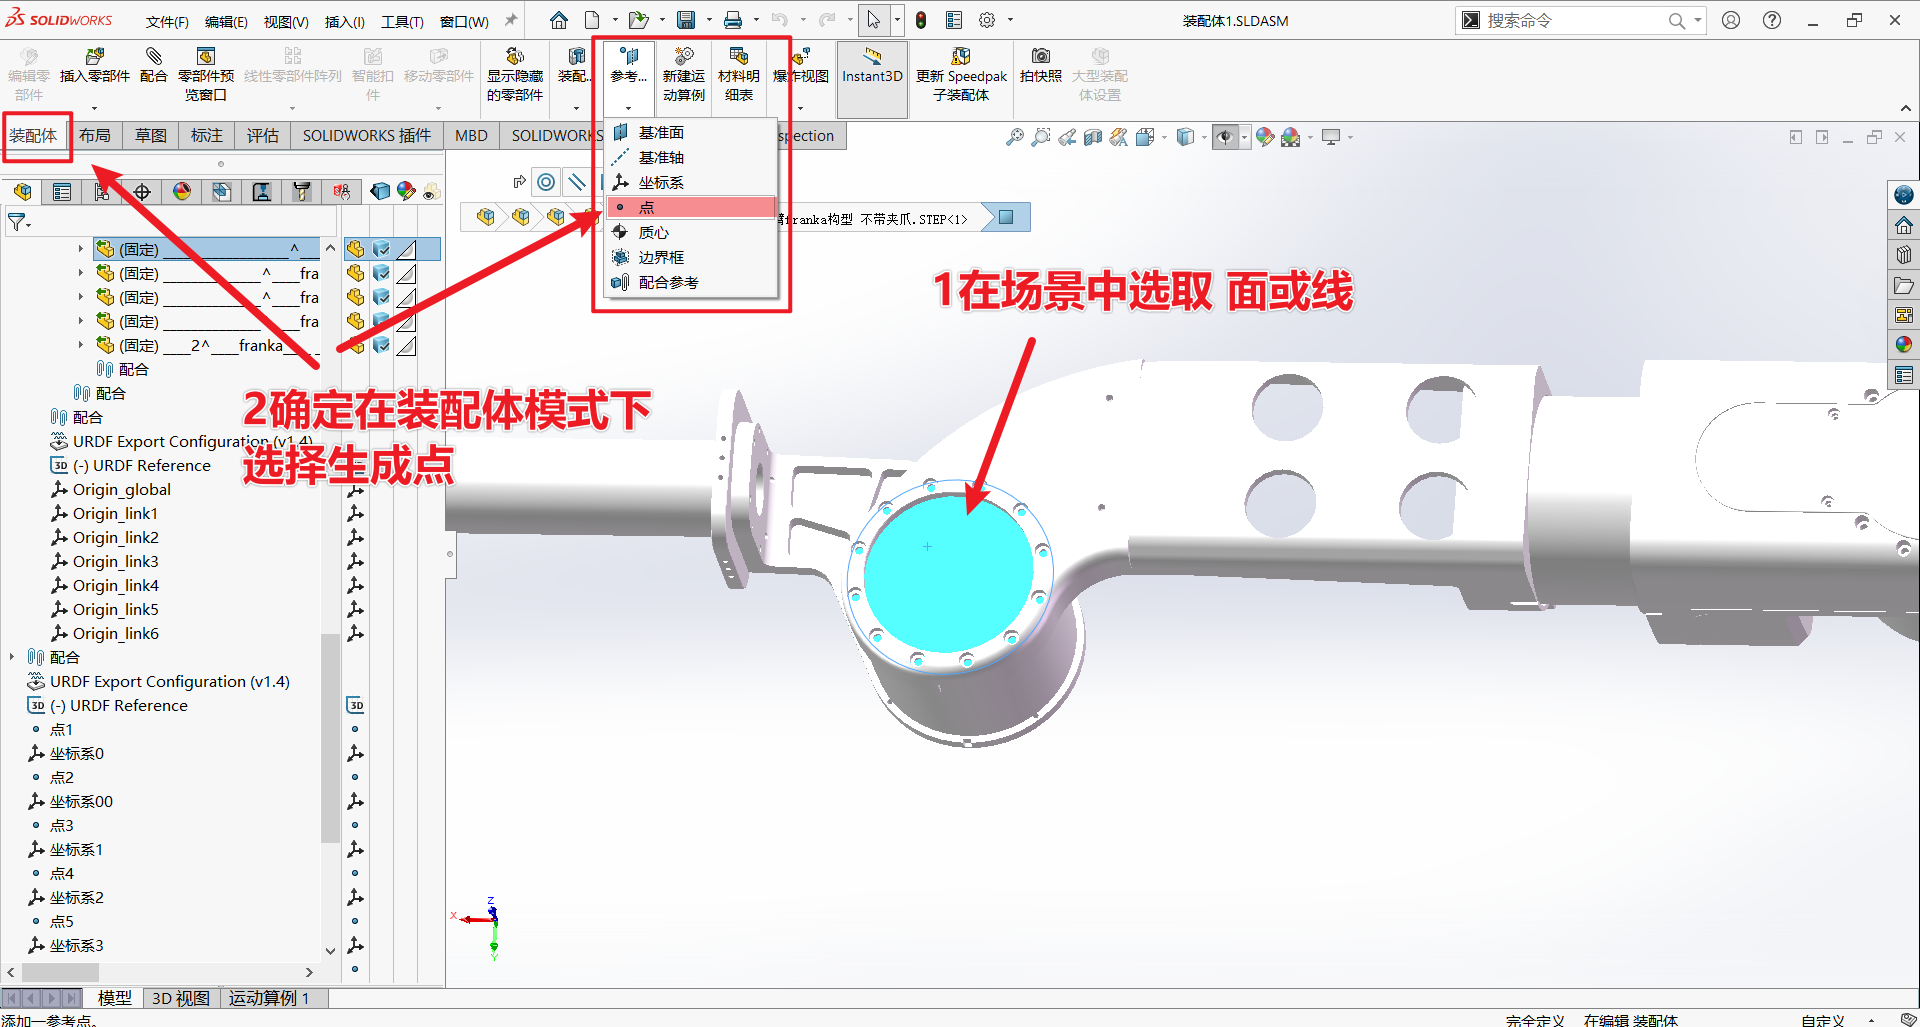 SOLIDWORKS 文件(F) 编辑(E) 视图(V) 插入(I) 工具(T) 窗口(W) 装配体1.SLDASM 搜索命令
编辑零部件 插入零部件 配合 零部件预览窗口 线性零部件阵列 智能扣件 移动零部件 显示隐藏的零部件 装配... 参考... 新建运动算例 材料明细表 爆炸视图 Instant3D 更新 Speedpak 子装配体 拍快照 大型装配体设置
装配体 布局 草图 标注 评估 SOLIDWORKS 插件 MBD SOLIDWORKS spection
基准面
基准轴
坐标系
点
质心
边界框
配合参考
franka构型 不带夹爪.STEP<1>
1在场景中选取 面或线
2确定在装配体模式下
选择生成点
(固定) ________________^__
(固定) ____________^____fra
(固定) ____________^____fra
(固定) ____________ ____fra
(固定) ____2^____franka____
配合
配合
配合
URDF Export Configuration (v1.4)
3D (-) URDF Reference
Origin_global
Origin_link1
Origin_link2
Origin_link3
Origin_link4
Origin_link5
Origin_link6
配合
URDF Export Configuration (v1.4)
3D (-) URDF Reference 3D
点1
坐标系0
点2
坐标系00
点3
坐标系1
点4
坐标系2
点5
坐标系3
Z
X
Y
模型 3D 视图 运动算例 1
添加一参考点。 完全定义 在编辑 装配体 自定义